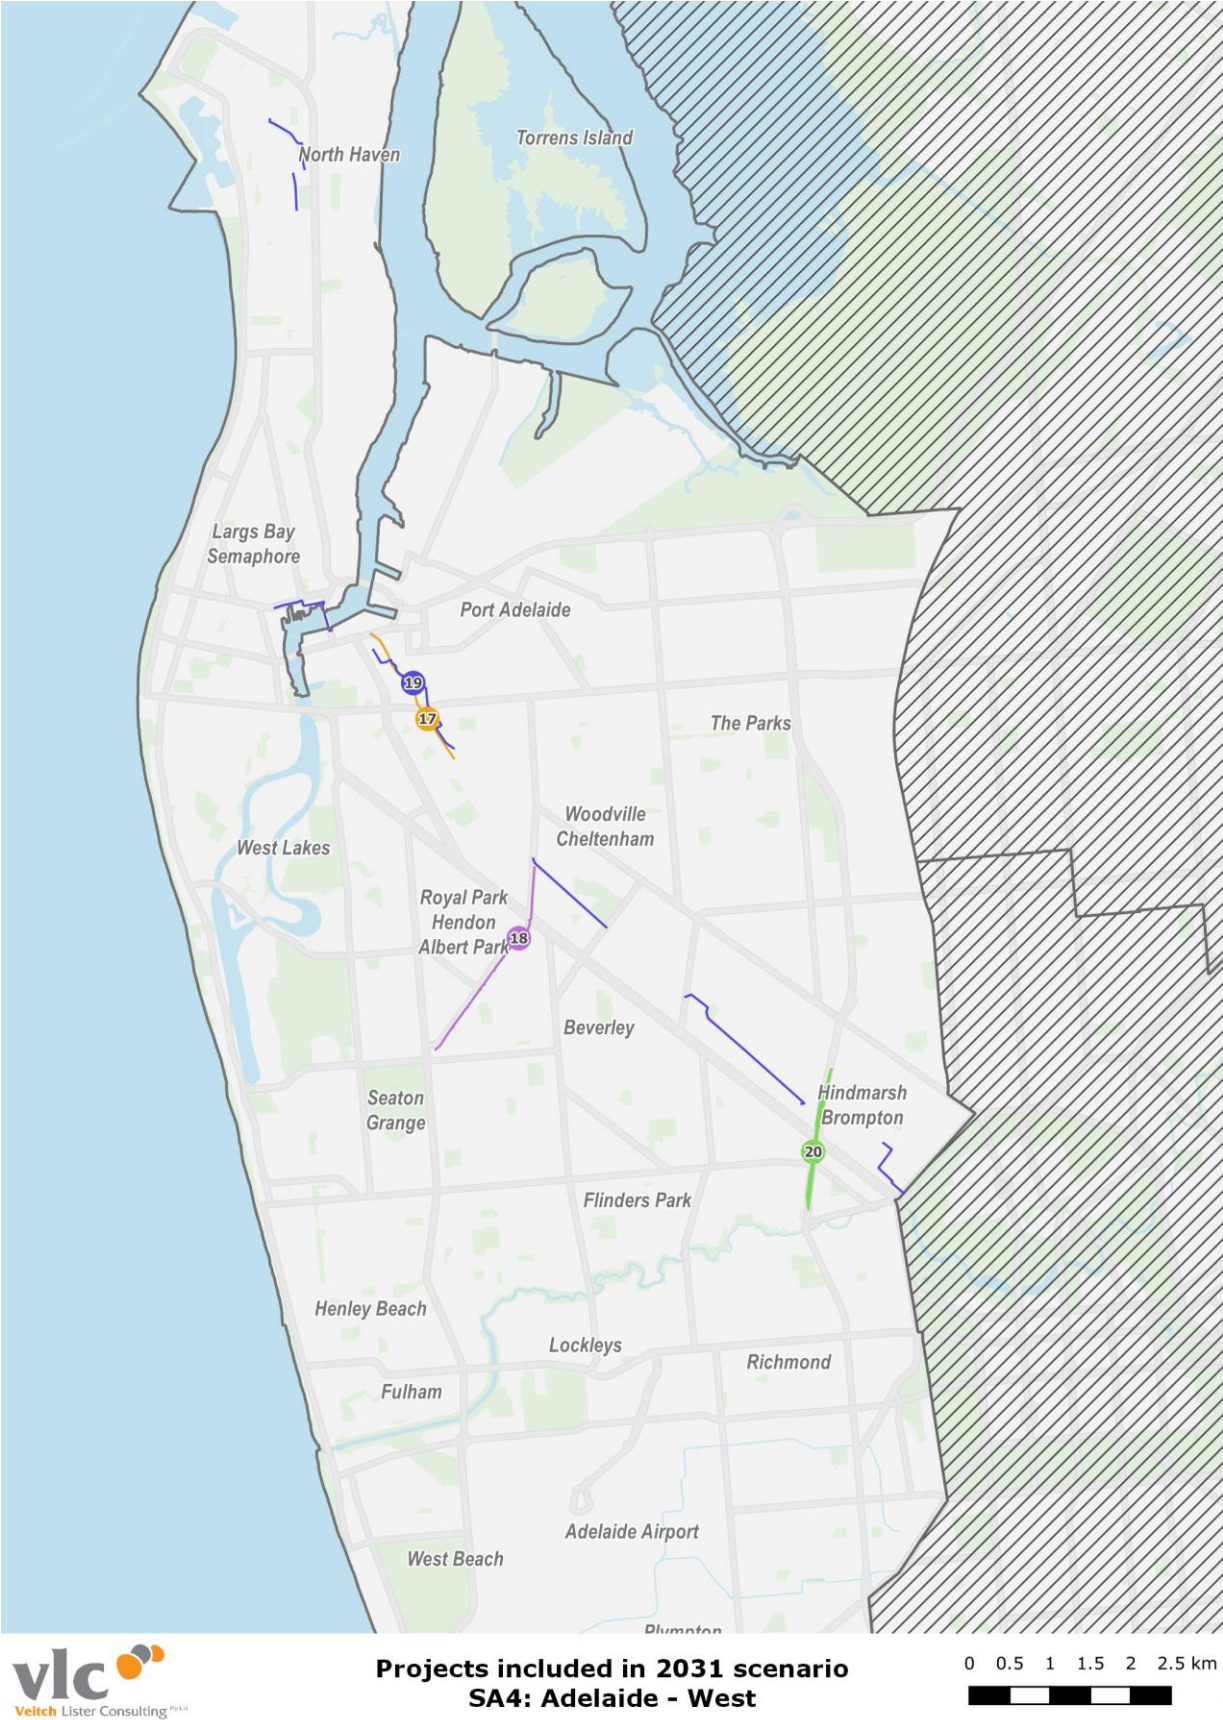 Torrens Island
North Haven
Largs Bay
Semaphore
Port Adelaide
19
17
The Parks
Woodville
Cheltenham
West Lakes
Royal Park
Hendon
Albert Park
18
Beverley
Seaton
Grange
Hindmarsh
Brompton
20
Flinders Park
Henley Beach
Lockleys
Richmond
Fulham
Adelaide Airport
West Beach
Plympton
vlc
Veitch Lister Consulting Pty Ltd
Projects included in 2031 scenario
SA4: Adelaide - West
0 0.5 1 1.5 2 2.5 km